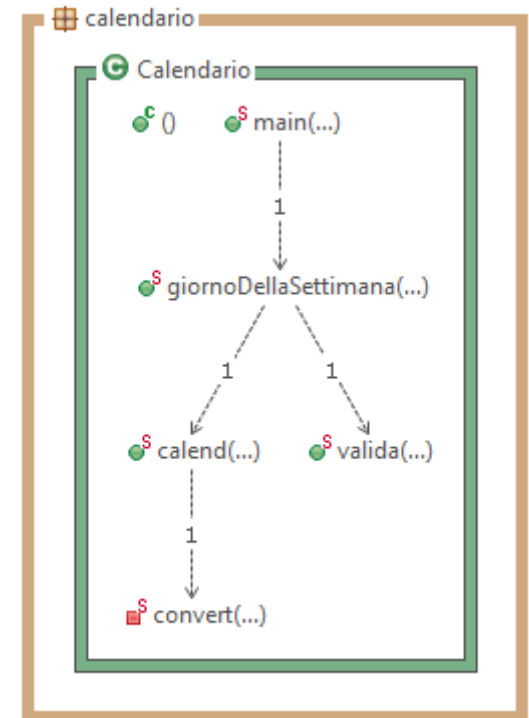 calendario
C Calendario
C () S main(...)
1
S giornoDellaSettimana(...)
1 1
S calend(...) S valida(...)
1
S convert(...)